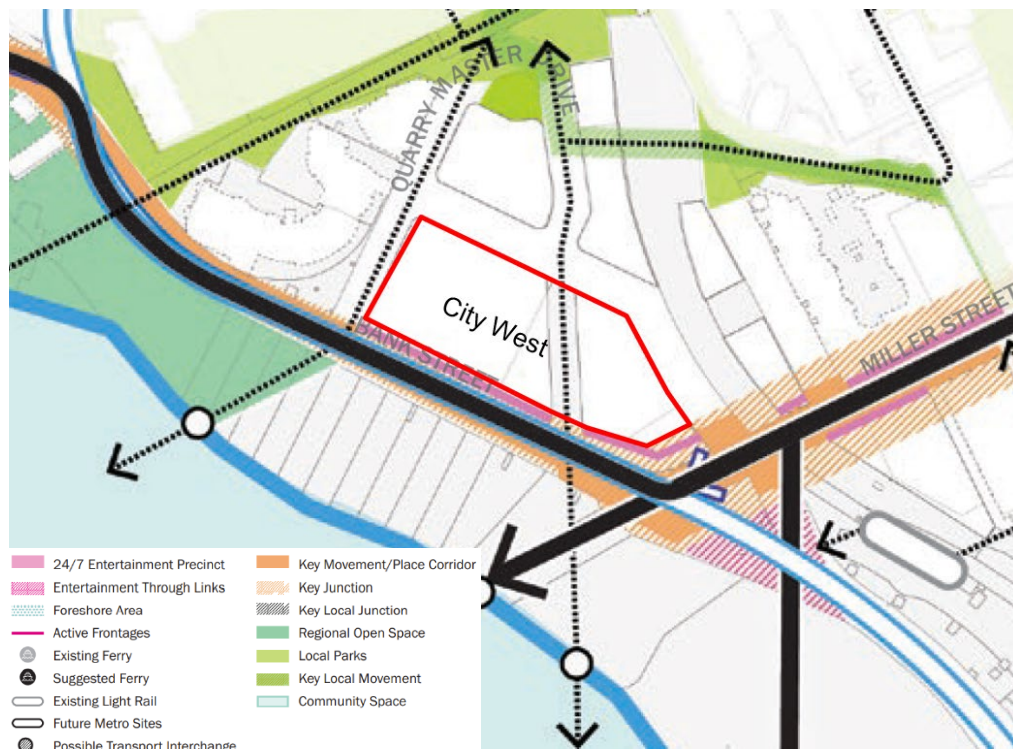 QUARRY MASTER DRIVE
City West
BANK STREET
MILLER STREET
24/7 Entertainment Precinct
Entertainment Through Links
Foreshore Area
Active Frontages
Existing Ferry
Suggested Ferry
Existing Light Rail
Future Metro Sites
Possible Transport Interchange
Key Movement/Place Corridor
Key Junction
Key Local Junction
Regional Open Space
Local Parks
Key Local Movement
Community Space